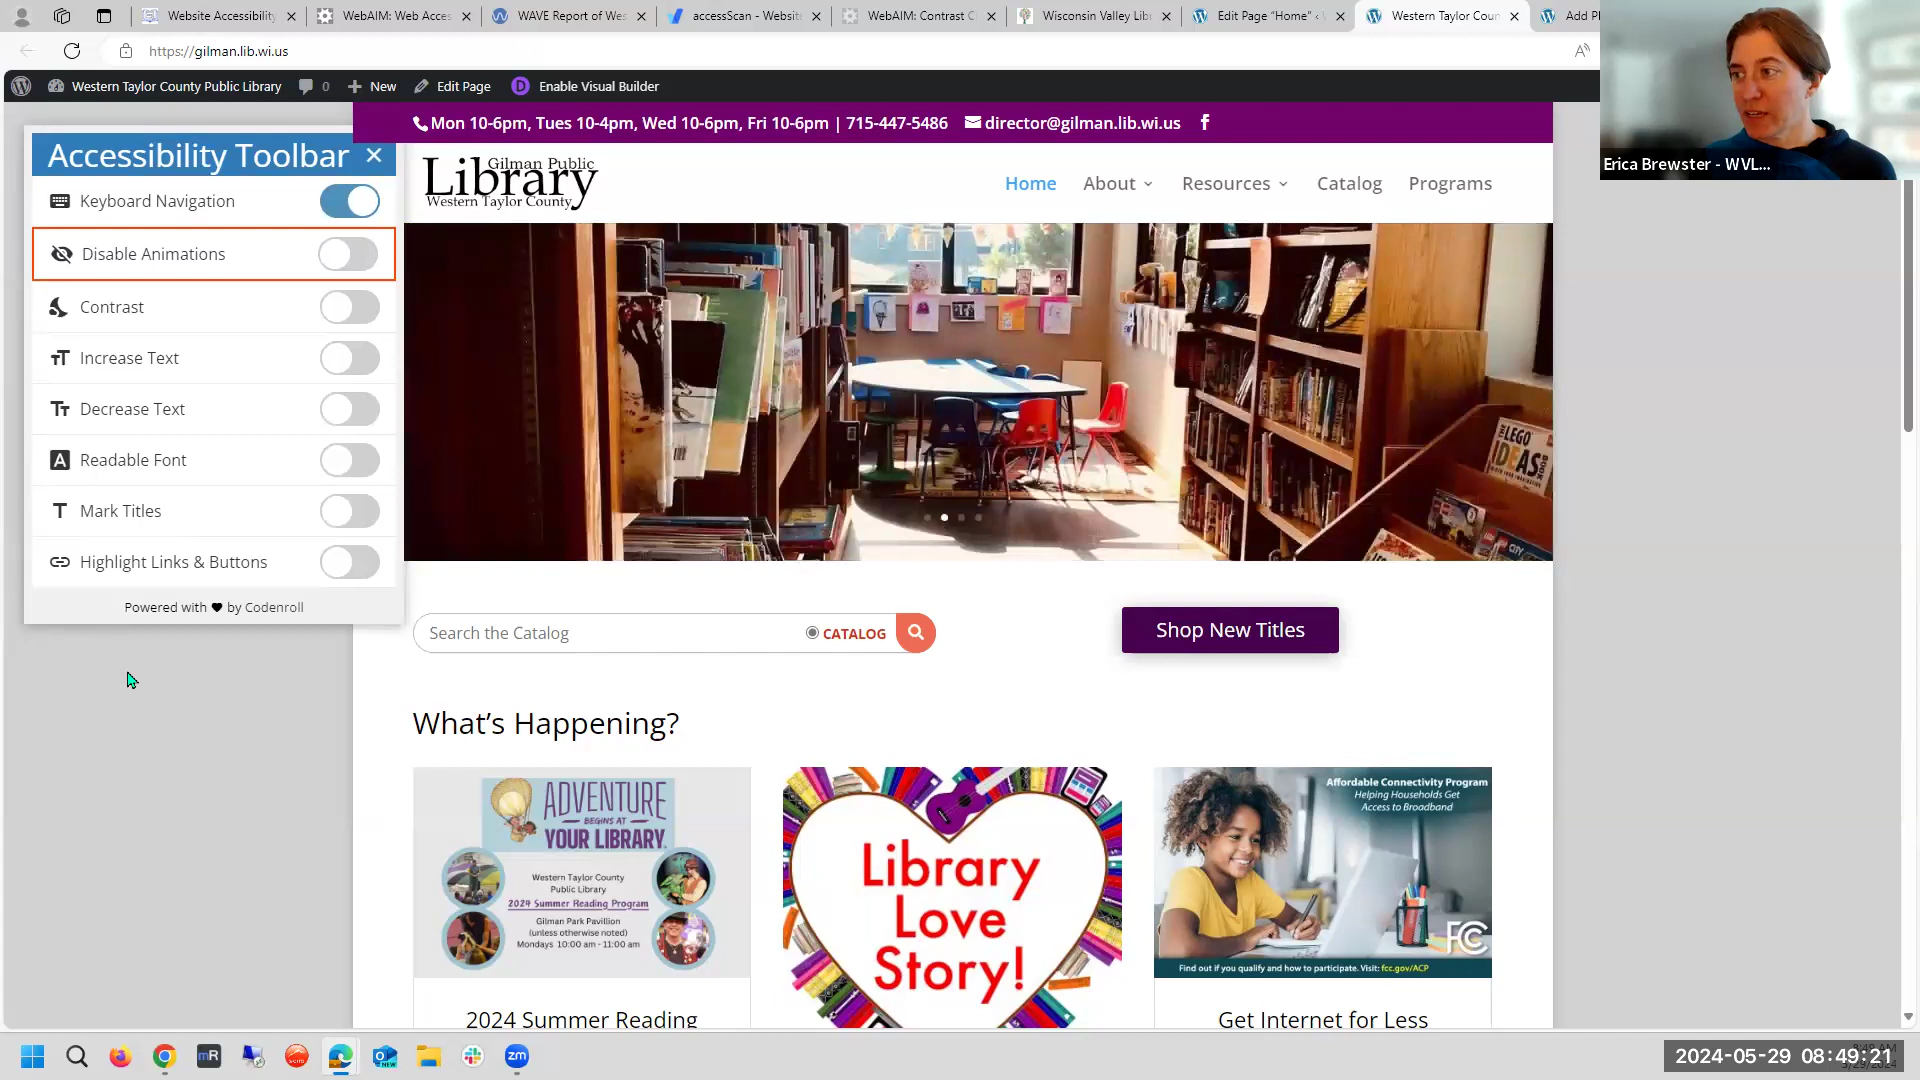 Website Accessibility
WebAIM: Web Acces
WAVE Report of Wes
accessScan - Website
WebAIM: Contrast C
Wisconsin Valley Lib
Edit Page "Home" ‹
Western Taylor Coun
Add Pl
https://gilman.lib.wi.us
Western Taylor County Public Library
0
New
Edit Page
D
Enable Visual Builder
Mon 10-6pm, Tues 10-4pm, Wed 10-6pm, Fri 10-6pm | 715-447-5486
director@gilman.lib.wi.us
Erica Brewster - WVL...
Accessibility Toolbar
Keyboard Navigation
Disable Animations
Contrast
Increase Text
Decrease Text
Readable Font
Mark Titles
Highlight Links & Buttons
Powered with ♥ by Codenroll
Gilman Public
Library
Western Taylor County
Home
About
Resources
Catalog
Programs
LEGO
IDEAS
CITY
Search the Catalog
CATALOG
Shop New Titles
What's Happening?
ADVENTURE
BEGINS AT
YOUR LIBRARY
Western Taylor County
Public Library
2024 Summer Reading Program
Gilman Park Pavillion
(unless otherwise noted)
Mondays 10:00 am - 11:00 am
Library
Love
Story!
Affordable Connectivity Program
Helping Households Get
Access to Broadband
FC
Find out if you qualify and how to participate. Visit: fcc.gov/ACP
2024 Summer Reading
Get Internet for Less
mR
zm
2024-05-29 08:49:21